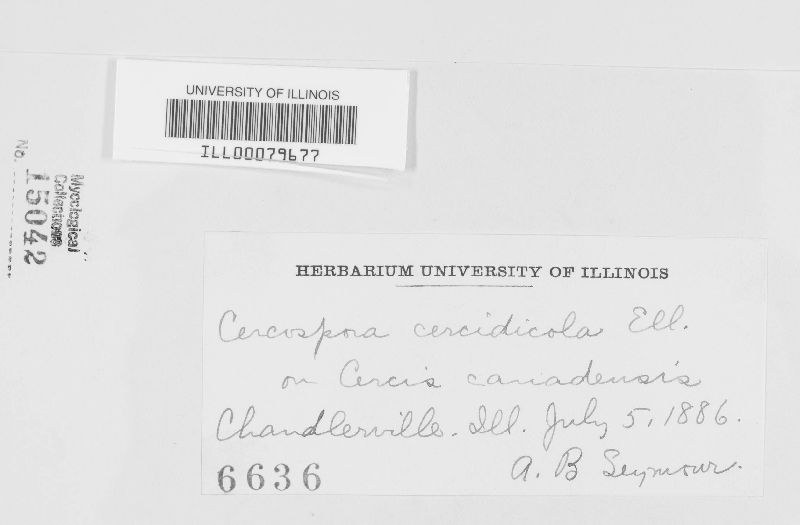 UNIVERSITY OF ILLINOIS
ILL00079677
Mycological
Collections
No. 15042
HERBARIUM UNIVERSITY OF ILLINOIS
Cercospora cercidicola Ell.
on Cercis canadensis
Chandlerville. Ill. July 5, 1886.
A. B Seymour.
6636